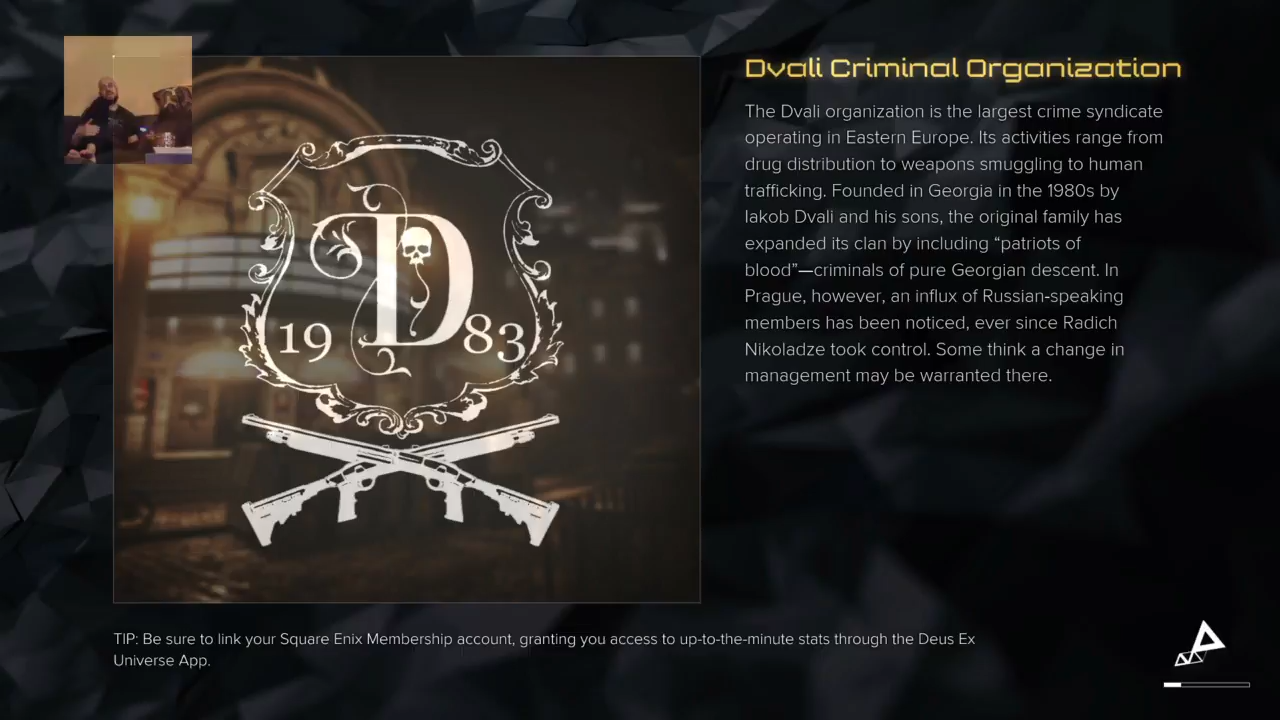 Dvali Criminal Organization
The Dvali organization is the largest crime syndicate
operating in Eastern Europe. Its activities range from
drug distribution to weapons smuggling to human
trafficking. Founded in Georgia in the 1980s by
Iakob Dvali and his sons, the original family has
expanded its clan by including “patriots of
blood”—criminals of pure Georgian descent. In
Prague, however, an influx of Russian-speaking
members has been noticed, ever since Radich
Nikoladze took control. Some think a change in
management may be warranted there.
D
19 83
TIP: Be sure to link your Square Enix Membership account, granting you access to up-to-the-minute stats through the Deus Ex
Universe App.